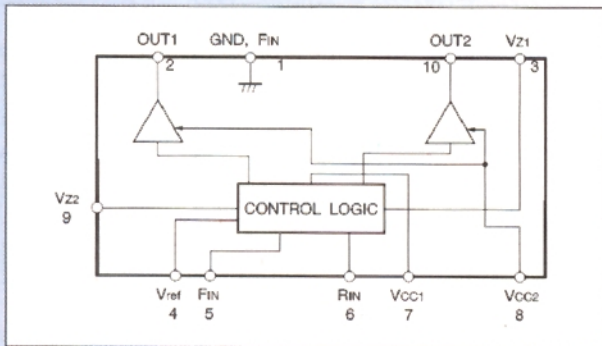 OUT1 GND, FIN OUT2 VZ1
2 1 10 3
VZ2
9
CONTROL LOGIC
Vref FIN RIN VCC1 VCC2
4 5 6 7 8